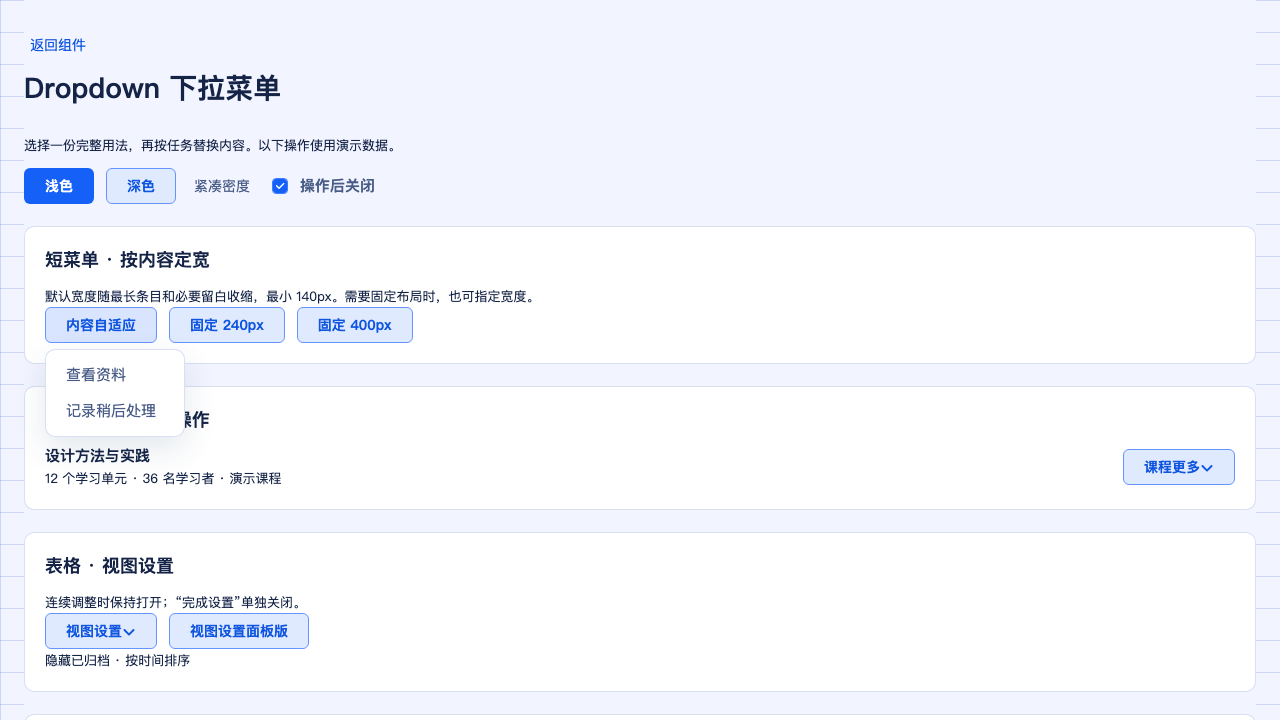 返回组件
Dropdown 下拉菜单
选择一份完整用法，再按任务替换内容。以下操作使用演示数据。
浅色 深色 紧凑密度 操作后关闭
短菜单 · 按内容定宽
默认宽度随最长条目和必要留白收缩，最小 140px。需要固定布局时，也可指定宽度。
内容自适应 固定 240px 固定 400px
查看资料
记录稍后处理
操作
设计方法与实践
12 个学习单元 · 36 名学习者 · 演示课程
课程更多
表格 · 视图设置
连续调整时保持打开；“完成设置”单独关闭。
视图设置 视图设置面板版
隐藏已归档 · 按时间排序